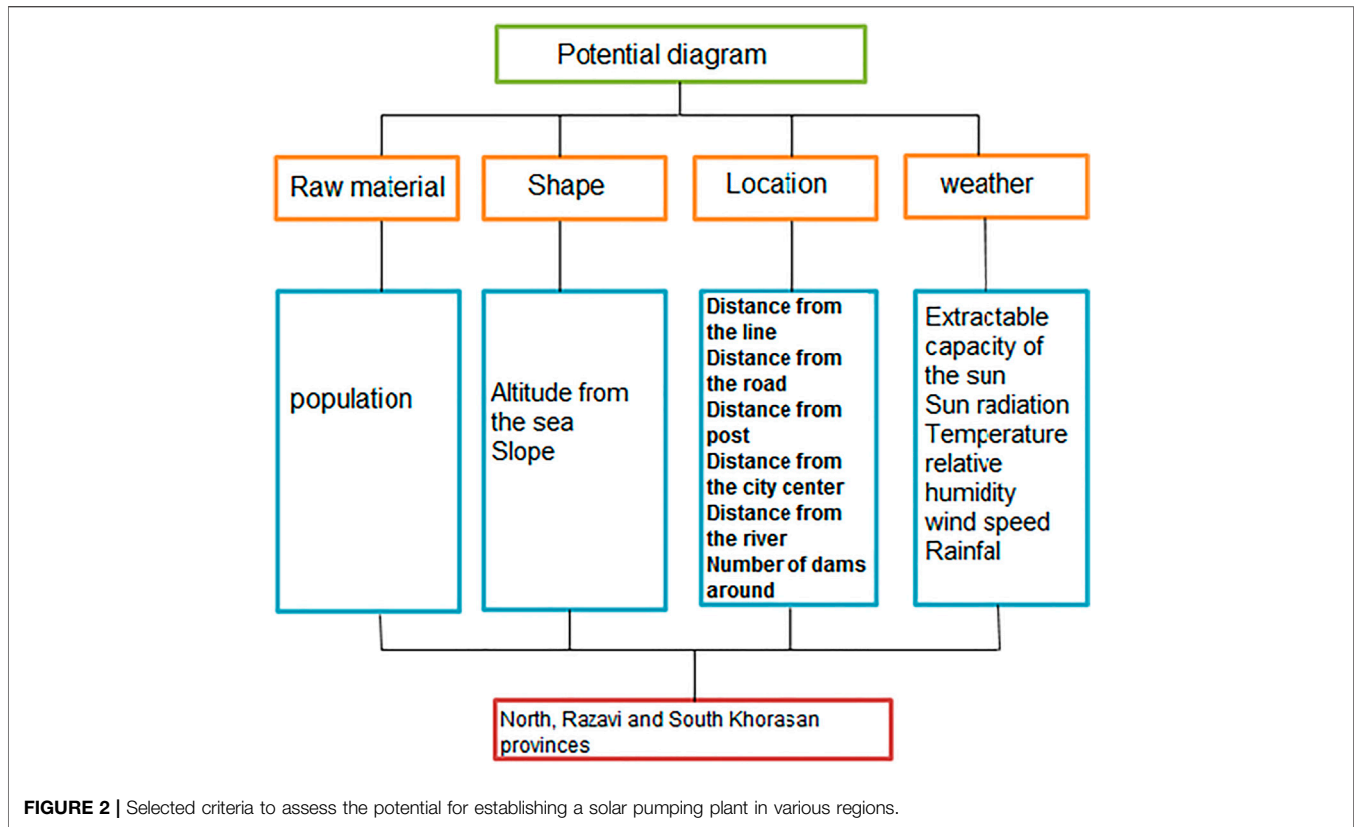 Potential diagram
Raw material
Shape
Location
weather
population
Altitude from
the sea
Slope
Distance from
the line
Distance from
the road
Distance from
post
Distance from
the city center
Distance from
the river
Number of dams
around
Extractable
capacity of
the sun
Sun radiation
Temperature
relative
humidity
wind speed
Rainfal
North, Razavi and South Khorasan
provinces
FIGURE 2 | Selected criteria to assess the potential for establishing a solar pumping plant in various regions.